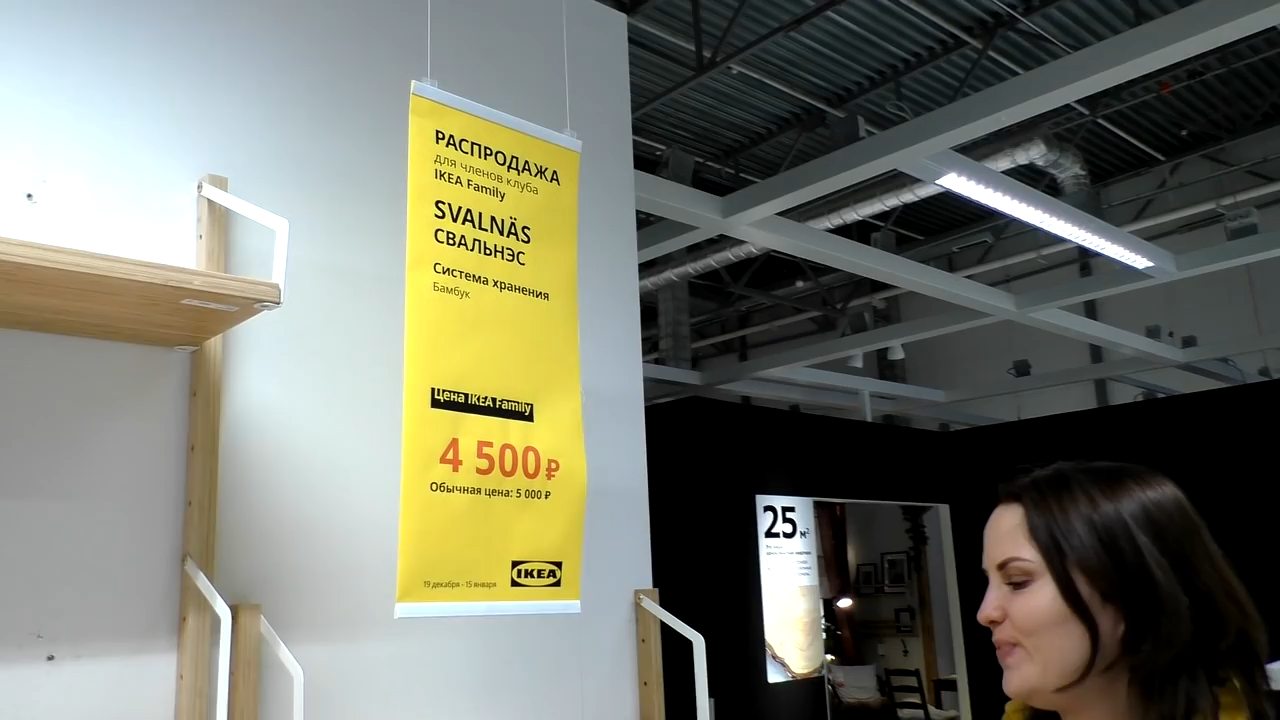 РАСПРОДАЖА
для членов клуба
IKEA Family
SVALNÄS
СВАЛЬНЭС
Система хранения
Бамбук
Цена IKEA Family
4 500 ₽
Обычная цена: 5 000 ₽
19 декабря - 15 января
IKEA
25 м²